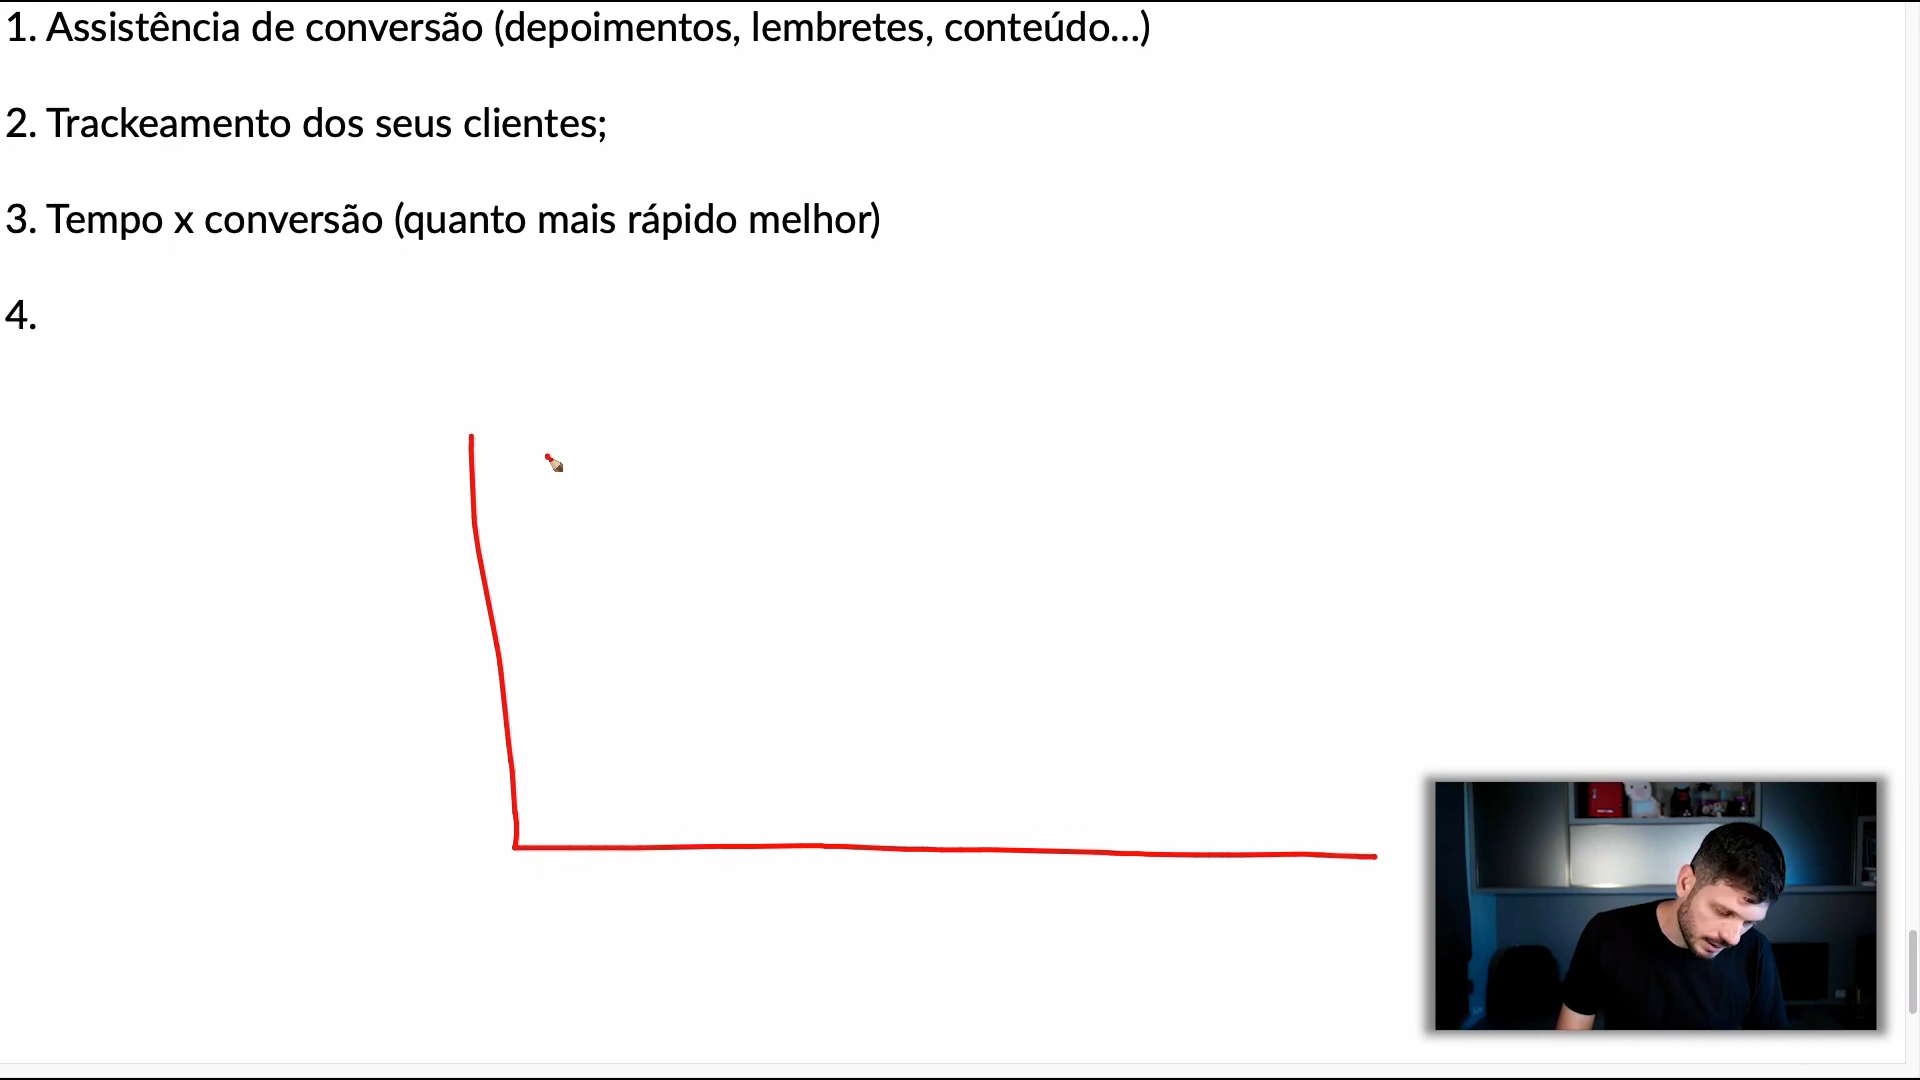 1. Assistência de conversão (depoimentos, lembretes, conteúdo...)
2. Trackeamento dos seus clientes;
3. Tempo x conversão (quanto mais rápido melhor)
4.